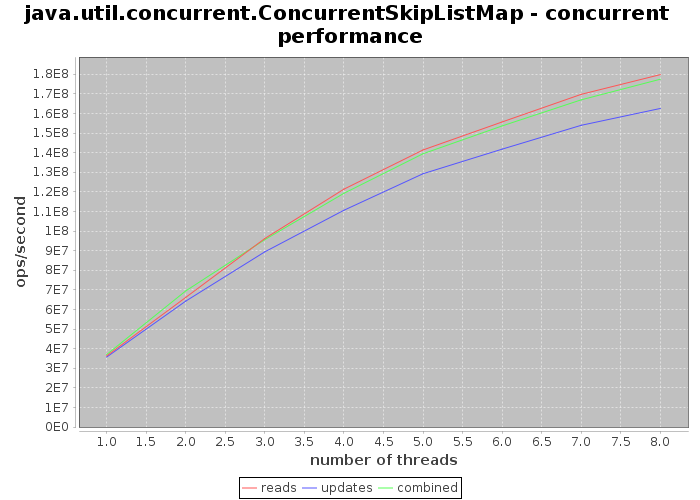 java.util.concurrent.ConcurrentSkipListMap - concurrent
performance
1.8E8
1.7E8
1.6E8
1.5E8
1.4E8
1.3E8
1.2E8
1.1E8
1E8
9E7
8E7
7E7
6E7
5E7
4E7
3E7
2E7
1E7
0E0
ops/second
1.0 1.5 2.0 2.5 3.0 3.5 4.0 4.5 5.0 5.5 6.0 6.5 7.0 7.5 8.0
number of threads
reads updates combined